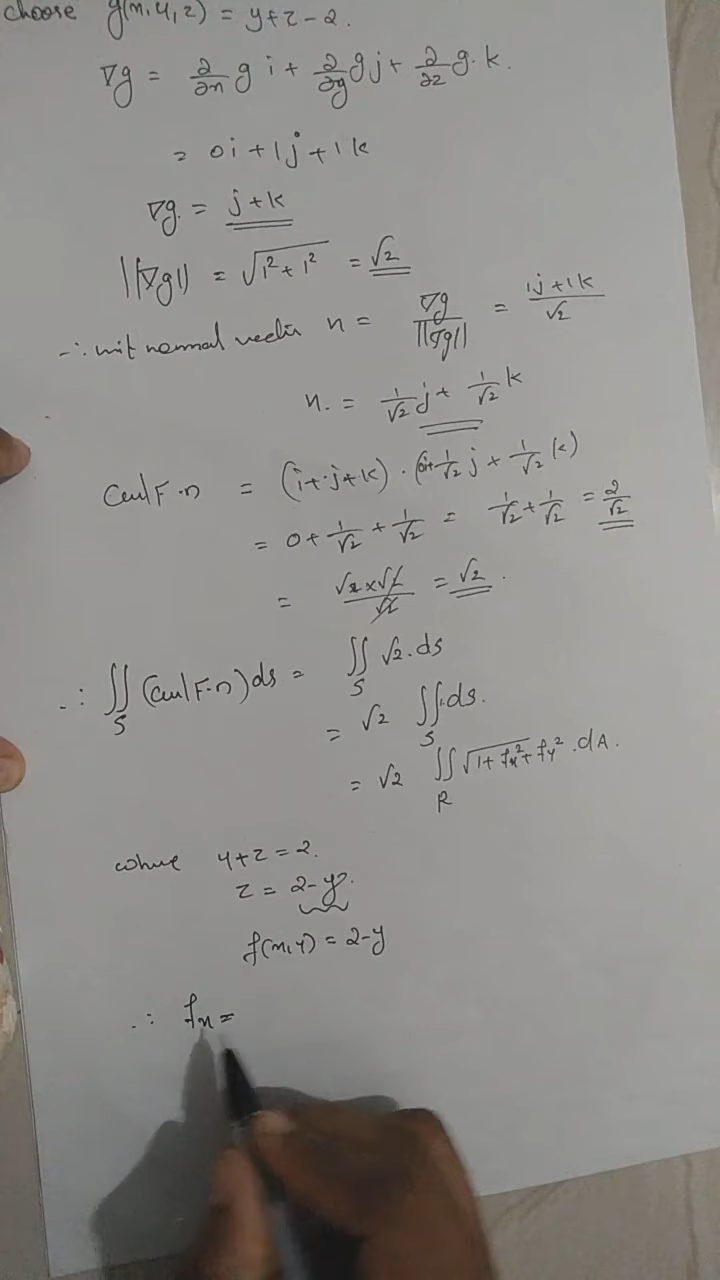 choose g(x,y,z) = y+z-2.
∇g = ∂/∂x g i + ∂/∂y g j + ∂/∂z g. k.
= 0i + 1j + 1k
∇g. = j+k
||∇g|| = √1²+1² = √2
∴ unit normal vector n = ∇g/||∇g|| = 1j+1k/√2
n. = 1/√2 j + 1/√2 k
Curl F.n = (i+j+k) . (0i+1/√2 j + 1/√2 k)
= 0 + 1/√2 + 1/√2 = 1/√2 + 1/√2 = 2/√2
= √2×√2/√2 = √2.
∴ ∬S (Curl F.n) ds = ∬S √2. ds
= √2 ∬S 1.ds.
= √2 ∬R √1+fx²+fy² .dA.
where y+z=2.
z = 2-y.
f(x,y) = 2-y
∴ fx =